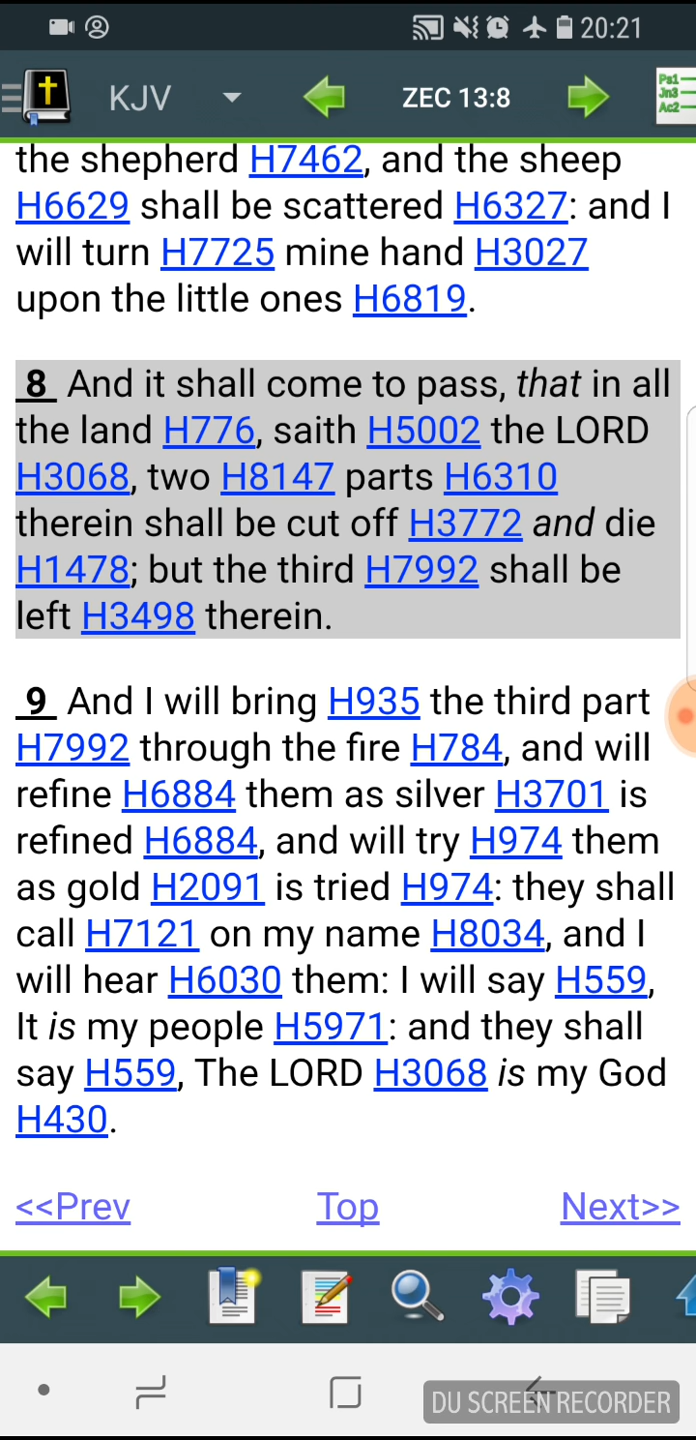 20:21
KJV
ZEC 13:8
Ps1
Jn3
Ac2
the shepherd H7462, and the sheep
H6629 shall be scattered H6327: and I
will turn H7725 mine hand H3027
upon the little ones H6819.
8 And it shall come to pass, that in all
the land H776, saith H5002 the LORD
H3068, two H8147 parts H6310
therein shall be cut off H3772 and die
H1478; but the third H7992 shall be
left H3498 therein.
9 And I will bring H935 the third part
H7992 through the fire H784, and will
refine H6884 them as silver H3701 is
refined H6884, and will try H974 them
as gold H2091 is tried H974: they shall
call H7121 on my name H8034, and I
will hear H6030 them: I will say H559,
It is my people H5971: and they shall
say H559, The LORD H3068 is my God
H430.
<<Prev Top Next>>
DU SCREEN RECORDER